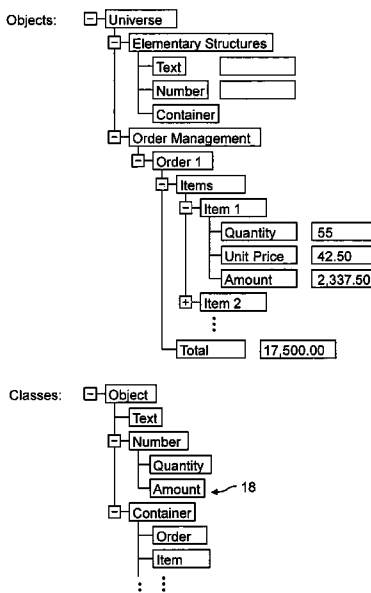 Objects: Universe
Elementary Structures
Text
Number
Container
Order Management
Order 1
Items
Item 1
Quantity 55
Unit Price 42.50
Amount 2,337.50
Item 2
Total 17,500.00
Classes: Object
Text
Number
Quantity
Amount 18
Container
Order
Item